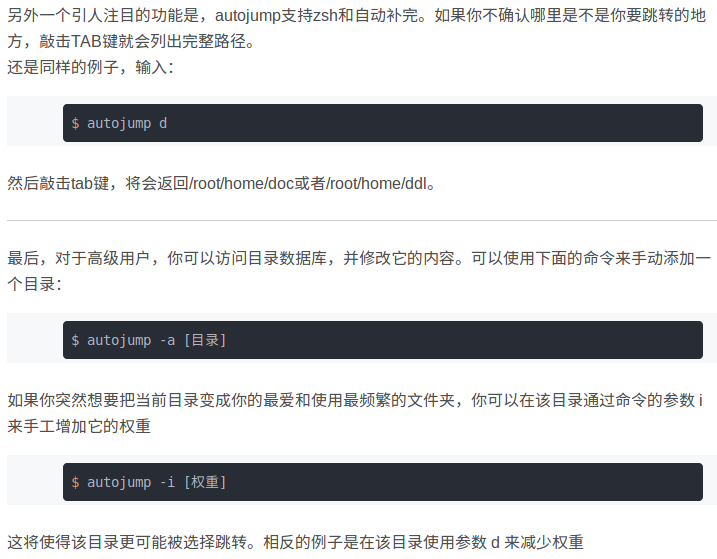 另外一个引人注目的功能是，autojump支持zsh和自动补完。如果你不确认哪里是不是你要跳转的地
方，敲击TAB键就会列出完整路径。
还是同样的例子，输入：
$ autojump d
然后敲击tab键，将会返回/root/home/doc或者/root/home/ddl。
最后，对于高级用户，你可以访问目录数据库，并修改它的内容。可以使用下面的命令来手动添加一
个目录：
$ autojump -a [目录]
如果你突然想要把当前目录变成你的最爱和使用最频繁的文件夹，你可以在该目录通过命令的参数 i
来手工增加它的权重
$ autojump -i [权重]
这将使得该目录更可能被选择跳转。相反的例子是在该目录使用参数 d 来减少权重